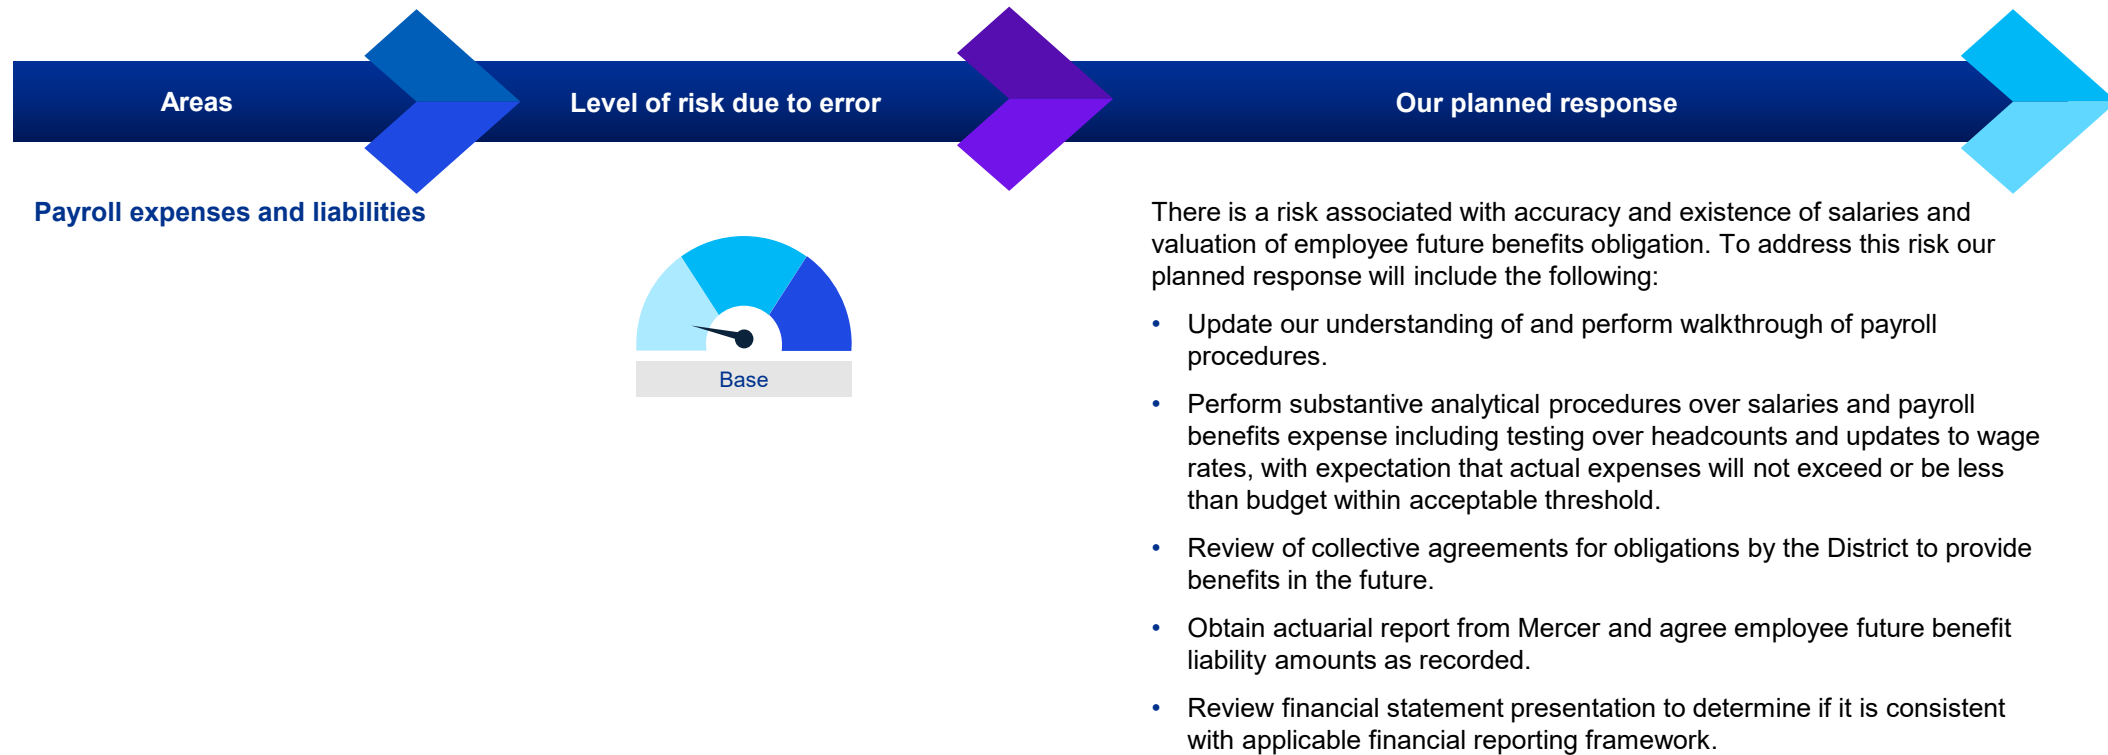 Areas
Level of risk due to error
Our planned response
Payroll expenses and liabilities
Base
There is a risk associated with accuracy and existence of salaries and
valuation of employee future benefits obligation. To address this risk our
planned response will include the following:
• Update our understanding of and perform walkthrough of payroll
procedures.
• Perform substantive analytical procedures over salaries and payroll
benefits expense including testing over headcounts and updates to wage
rates, with expectation that actual expenses will not exceed or be less
than budget within acceptable threshold.
• Review of collective agreements for obligations by the District to provide
benefits in the future.
• Obtain actuarial report from Mercer and agree employee future benefit
liability amounts as recorded.
• Review financial statement presentation to determine if it is consistent
with applicable financial reporting framework.